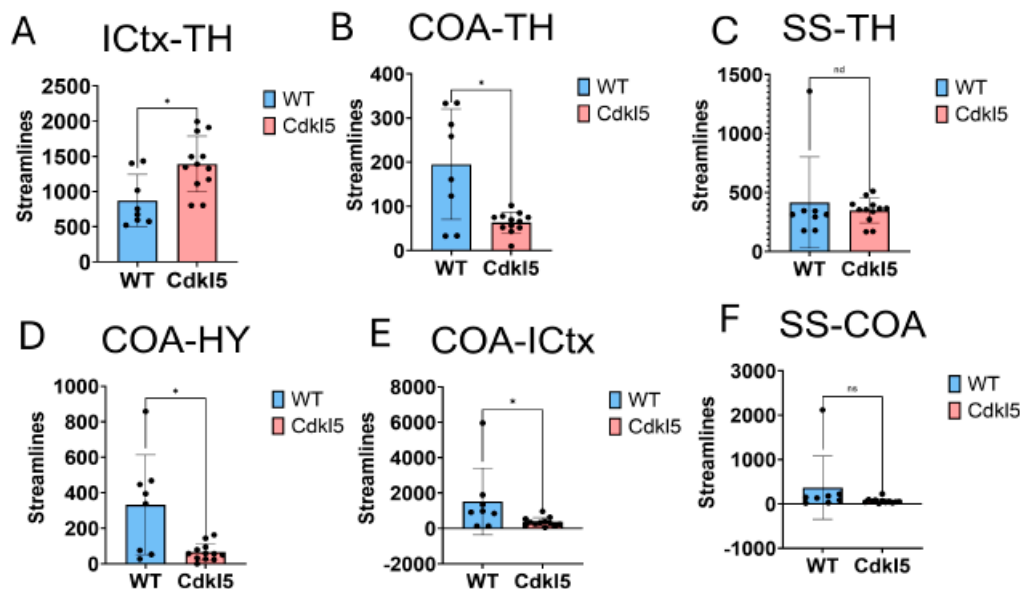 A
ICtx-TH
Streamlines
2500
2000
1500
1000
500
0
*
WT
Cdkl5
WT
Cdkl5
B
COA-TH
Streamlines
400
300
200
100
0
*
WT
Cdkl5
WT
Cdkl5
C
SS-TH
Streamlines
1500
1000
500
0
nd
WT
Cdkl5
WT
Cdkl5
D
COA-HY
Streamlines
1000
800
600
400
200
0
*
WT
Cdkl5
WT
Cdkl5
E
COA-ICtx
Streamlines
8000
6000
4000
2000
0
-2000
*
WT
Cdkl5
WT
Cdkl5
F
SS-COA
Streamlines
3000
2000
1000
0
-1000
ns
WT
Cdkl5
WT
Cdkl5